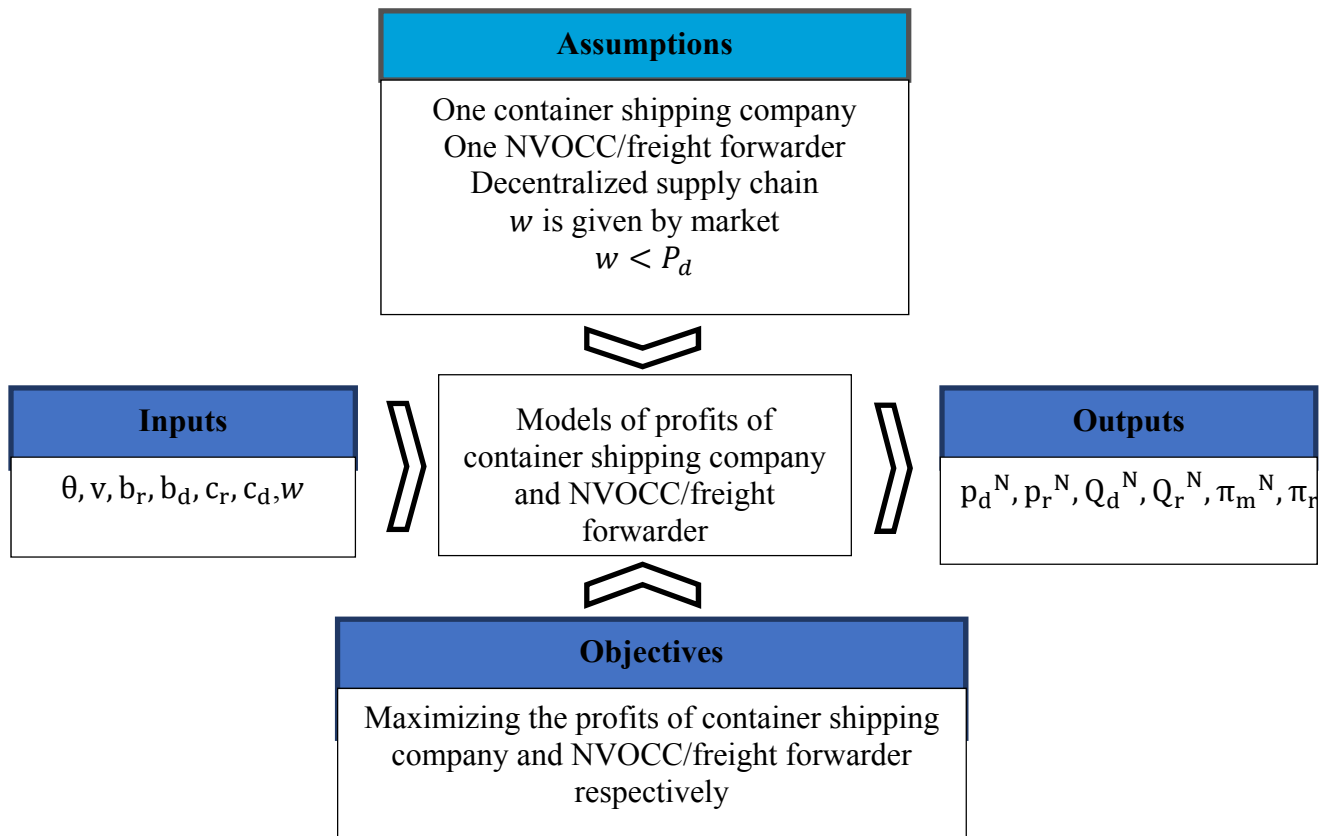 Assumptions
One container shipping company
One NVOCC/freight forwarder
Decentralized supply chain
w is given by market
w < P_d
Inputs
θ, v, b_r, b_d, c_r, c_d, w
Models of profits of
container shipping company
and NVOCC/freight
forwarder
Outputs
p_d^N, p_r^N, Q_d^N, Q_r^N, π_m^N, π_r
Objectives
Maximizing the profits of container shipping
company and NVOCC/freight forwarder
respectively